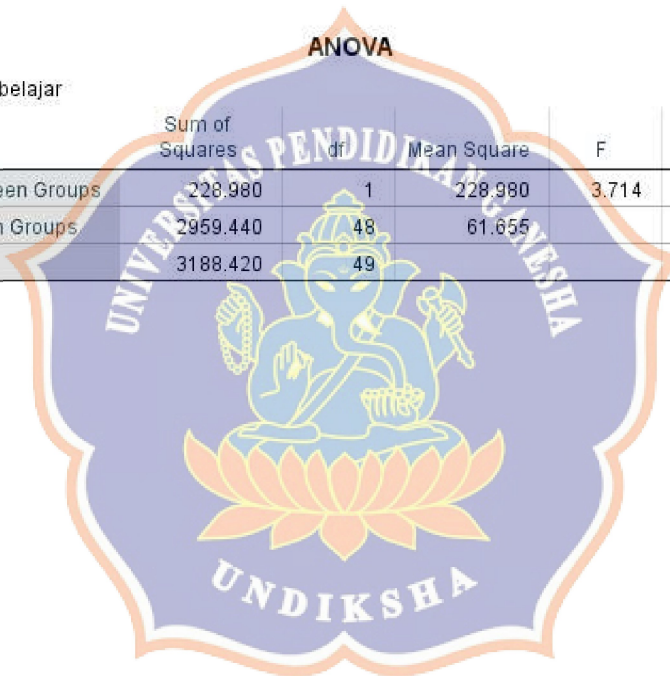 ANOVA
belajar
Sum of Squares df Mean Square F
een Groups 228.980 1 228.980 3.714
n Groups 2959.440 48 61.655
3188.420 49
UNIVERSITAS PENDIDIKAN GANESHA
UNDIKSHA